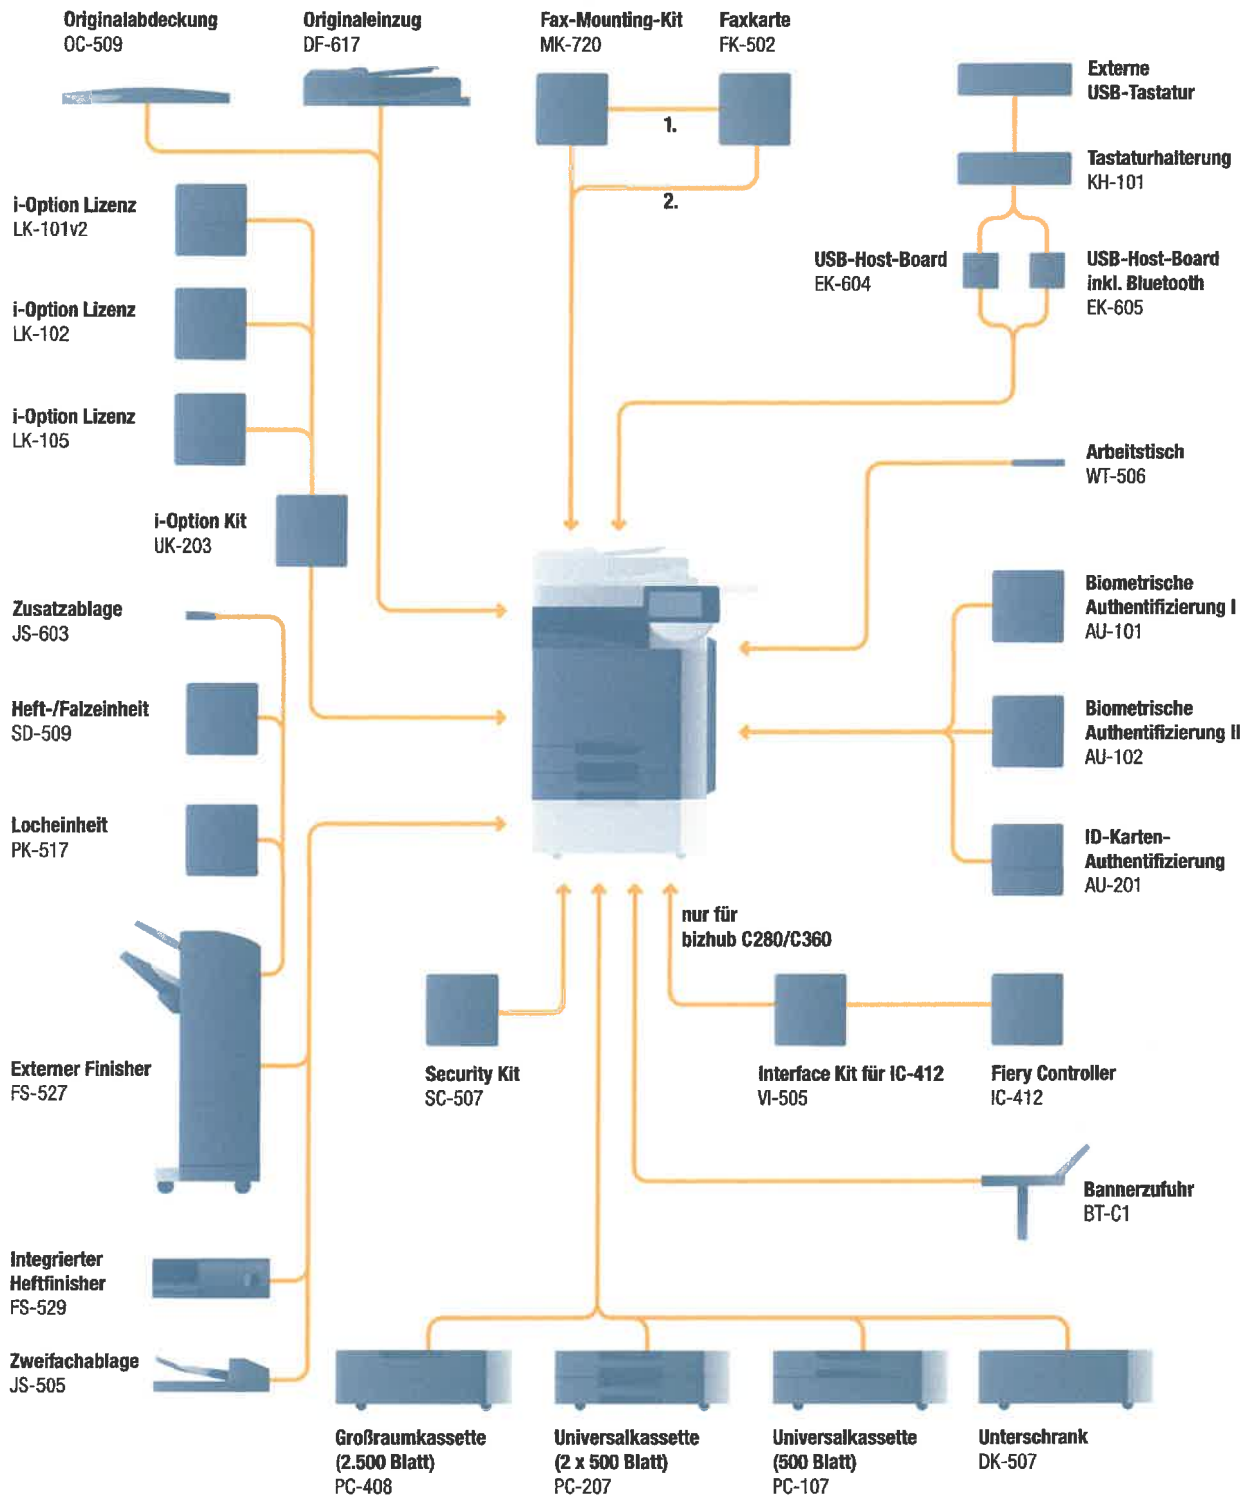 Originalabdeckung
OC-509
Originaleinzug
DF-617
Fax-Mounting-Kit
MK-720
Faxkarte
FK-502
1.
2.
Externe
USB-Tastatur
Tastaturhalterung
KH-101
USB-Host-Board
EK-604
USB-Host-Board
inkl. Bluetooth
EK-605
i-Option Lizenz
LK-101v2
i-Option Lizenz
LK-102
i-Option Lizenz
LK-105
i-Option Kit
UK-203
Arbeitstisch
WT-506
Zusatzablage
JS-603
Heft-/Falzeinheit
SD-509
Locheinheit
PK-517
Biometrische
Authentifizierung I
AU-101
Biometrische
Authentifizierung II
AU-102
ID-Karten-
Authentifizierung
AU-201
nur für
bizhub C280/C360
Externer Finisher
FS-527
Security Kit
SC-507
Interface Kit für IC-412
VI-505
Fiery Controller
IC-412
Bannerzufuhr
BT-C1
Integrierter
Heftfinisher
FS-529
Zweifachablage
JS-505
Großraumkassette
(2.500 Blatt)
PC-408
Universalkassette
(2 x 500 Blatt)
PC-207
Universalkassette
(500 Blatt)
PC-107
Unterschrank
DK-507